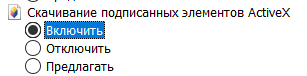 Скачивание подписанных элементов ActiveX
Включить
Отключить
Предлагать